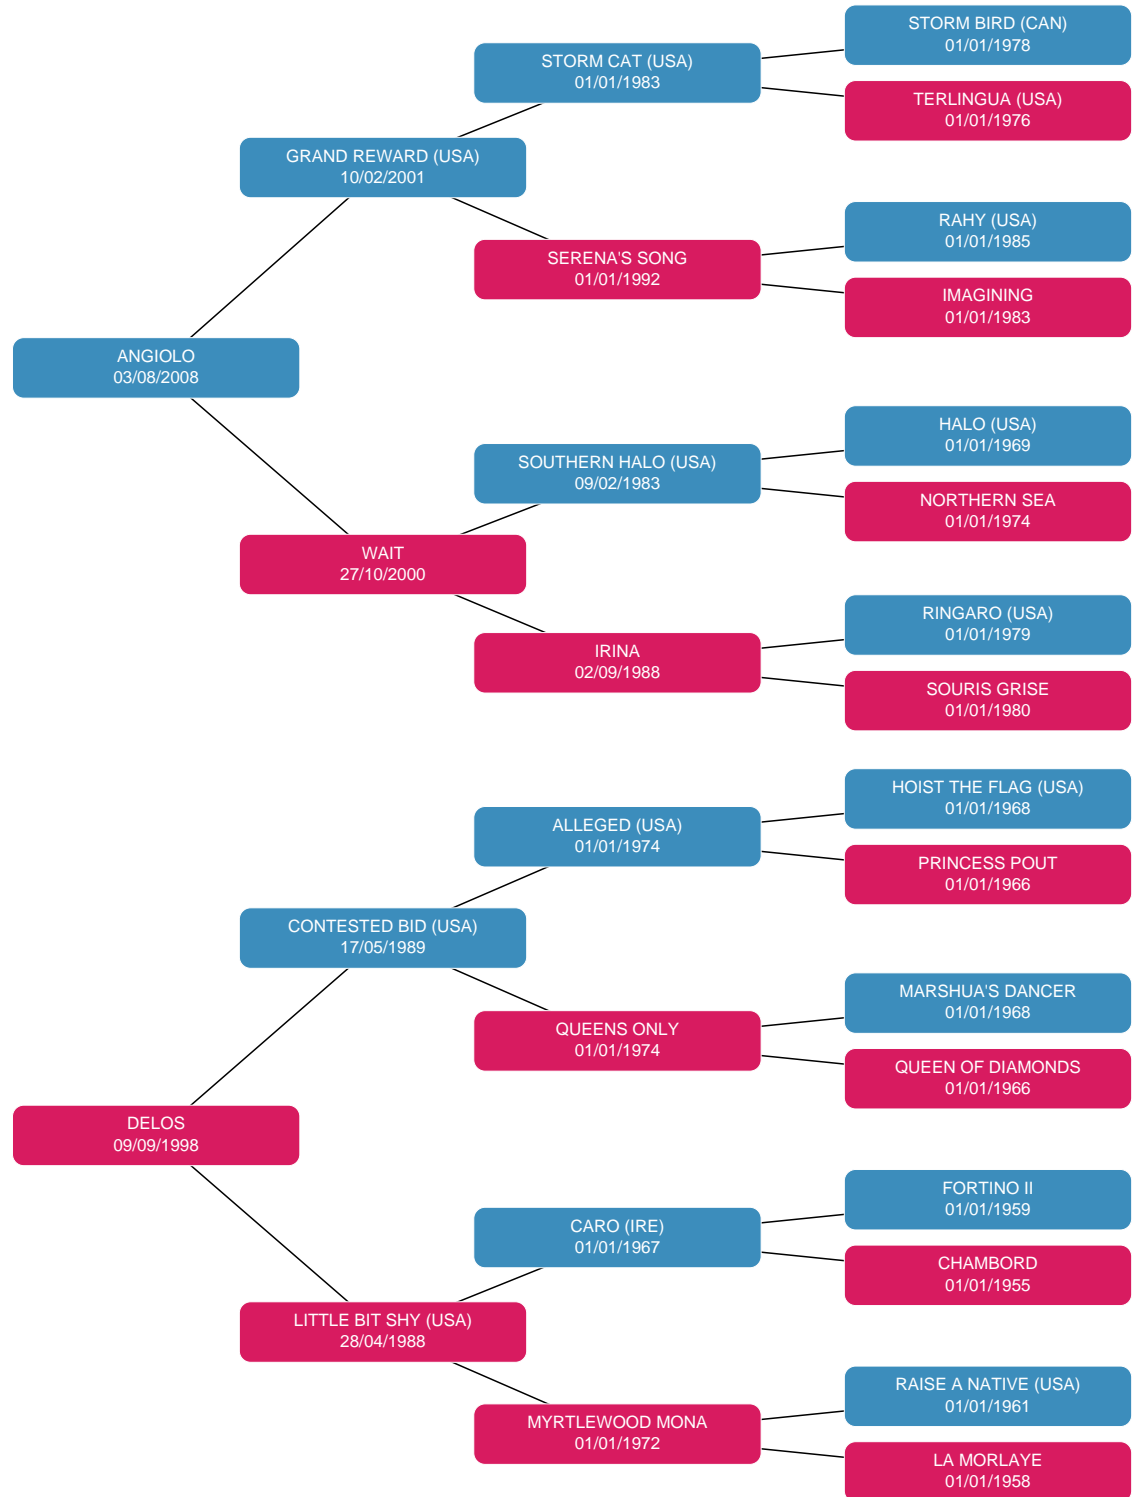 STORM BIRD (CAN)
01/01/1978
STORM CAT (USA)
01/01/1983
TERLINGUA (USA)
01/01/1976
GRAND REWARD (USA)
10/02/2001
RAHY (USA)
01/01/1985
SERENA'S SONG
01/01/1992
IMAGINING
01/01/1983
ANGIOLO
03/08/2008
HALO (USA)
01/01/1969
SOUTHERN HALO (USA)
09/02/1983
NORTHERN SEA
01/01/1974
WAIT
27/10/2000
RINGARO (USA)
01/01/1979
IRINA
02/09/1988
SOURIS GRISE
01/01/1980
HOIST THE FLAG (USA)
01/01/1968
ALLEGED (USA)
01/01/1974
PRINCESS POUT
01/01/1966
CONTESTED BID (USA)
17/05/1989
MARSHUA'S DANCER
01/01/1968
QUEENS ONLY
01/01/1974
QUEEN OF DIAMONDS
01/01/1966
DELOS
09/09/1998
FORTINO II
01/01/1959
CARO (IRE)
01/01/1967
CHAMBORD
01/01/1955
LITTLE BIT SHY (USA)
28/04/1988
RAISE A NATIVE (USA)
01/01/1961
MYRTLEWOOD MONA
01/01/1972
LA MORLAYE
01/01/1958